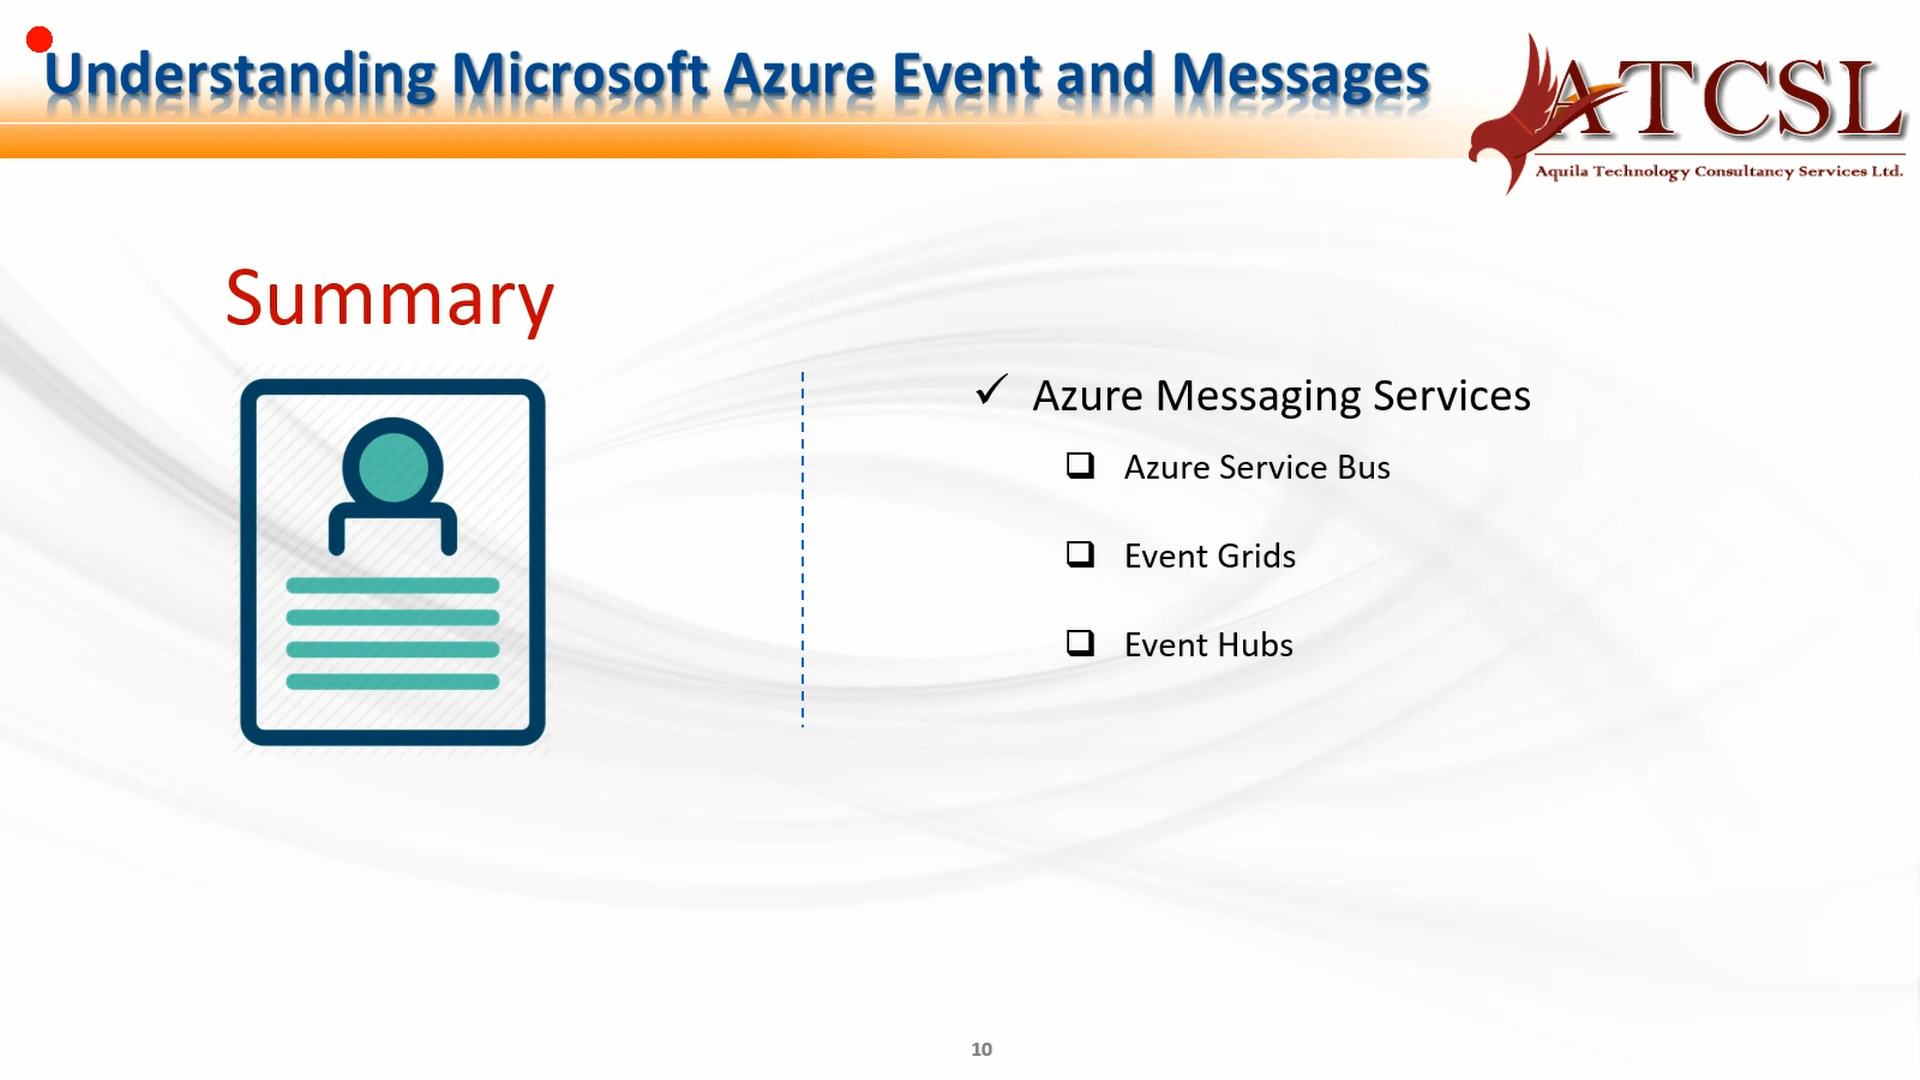 Understanding Microsoft Azure Event and Messages
ATCSL
Aquila Technology Consultancy Services Ltd.
Summary
Azure Messaging Services
Azure Service Bus
Event Grids
Event Hubs
10